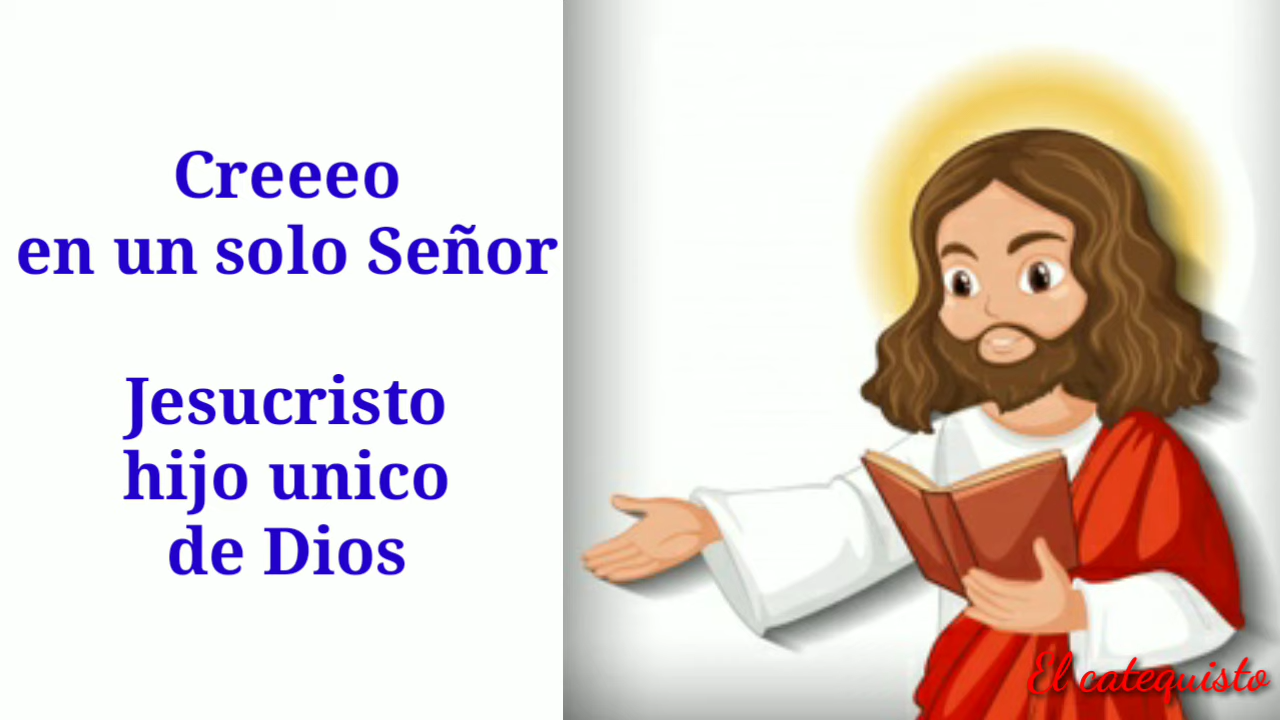 Creeeo
en un solo Señor
Jesucristo
hijo unico
de Dios
El catequisto